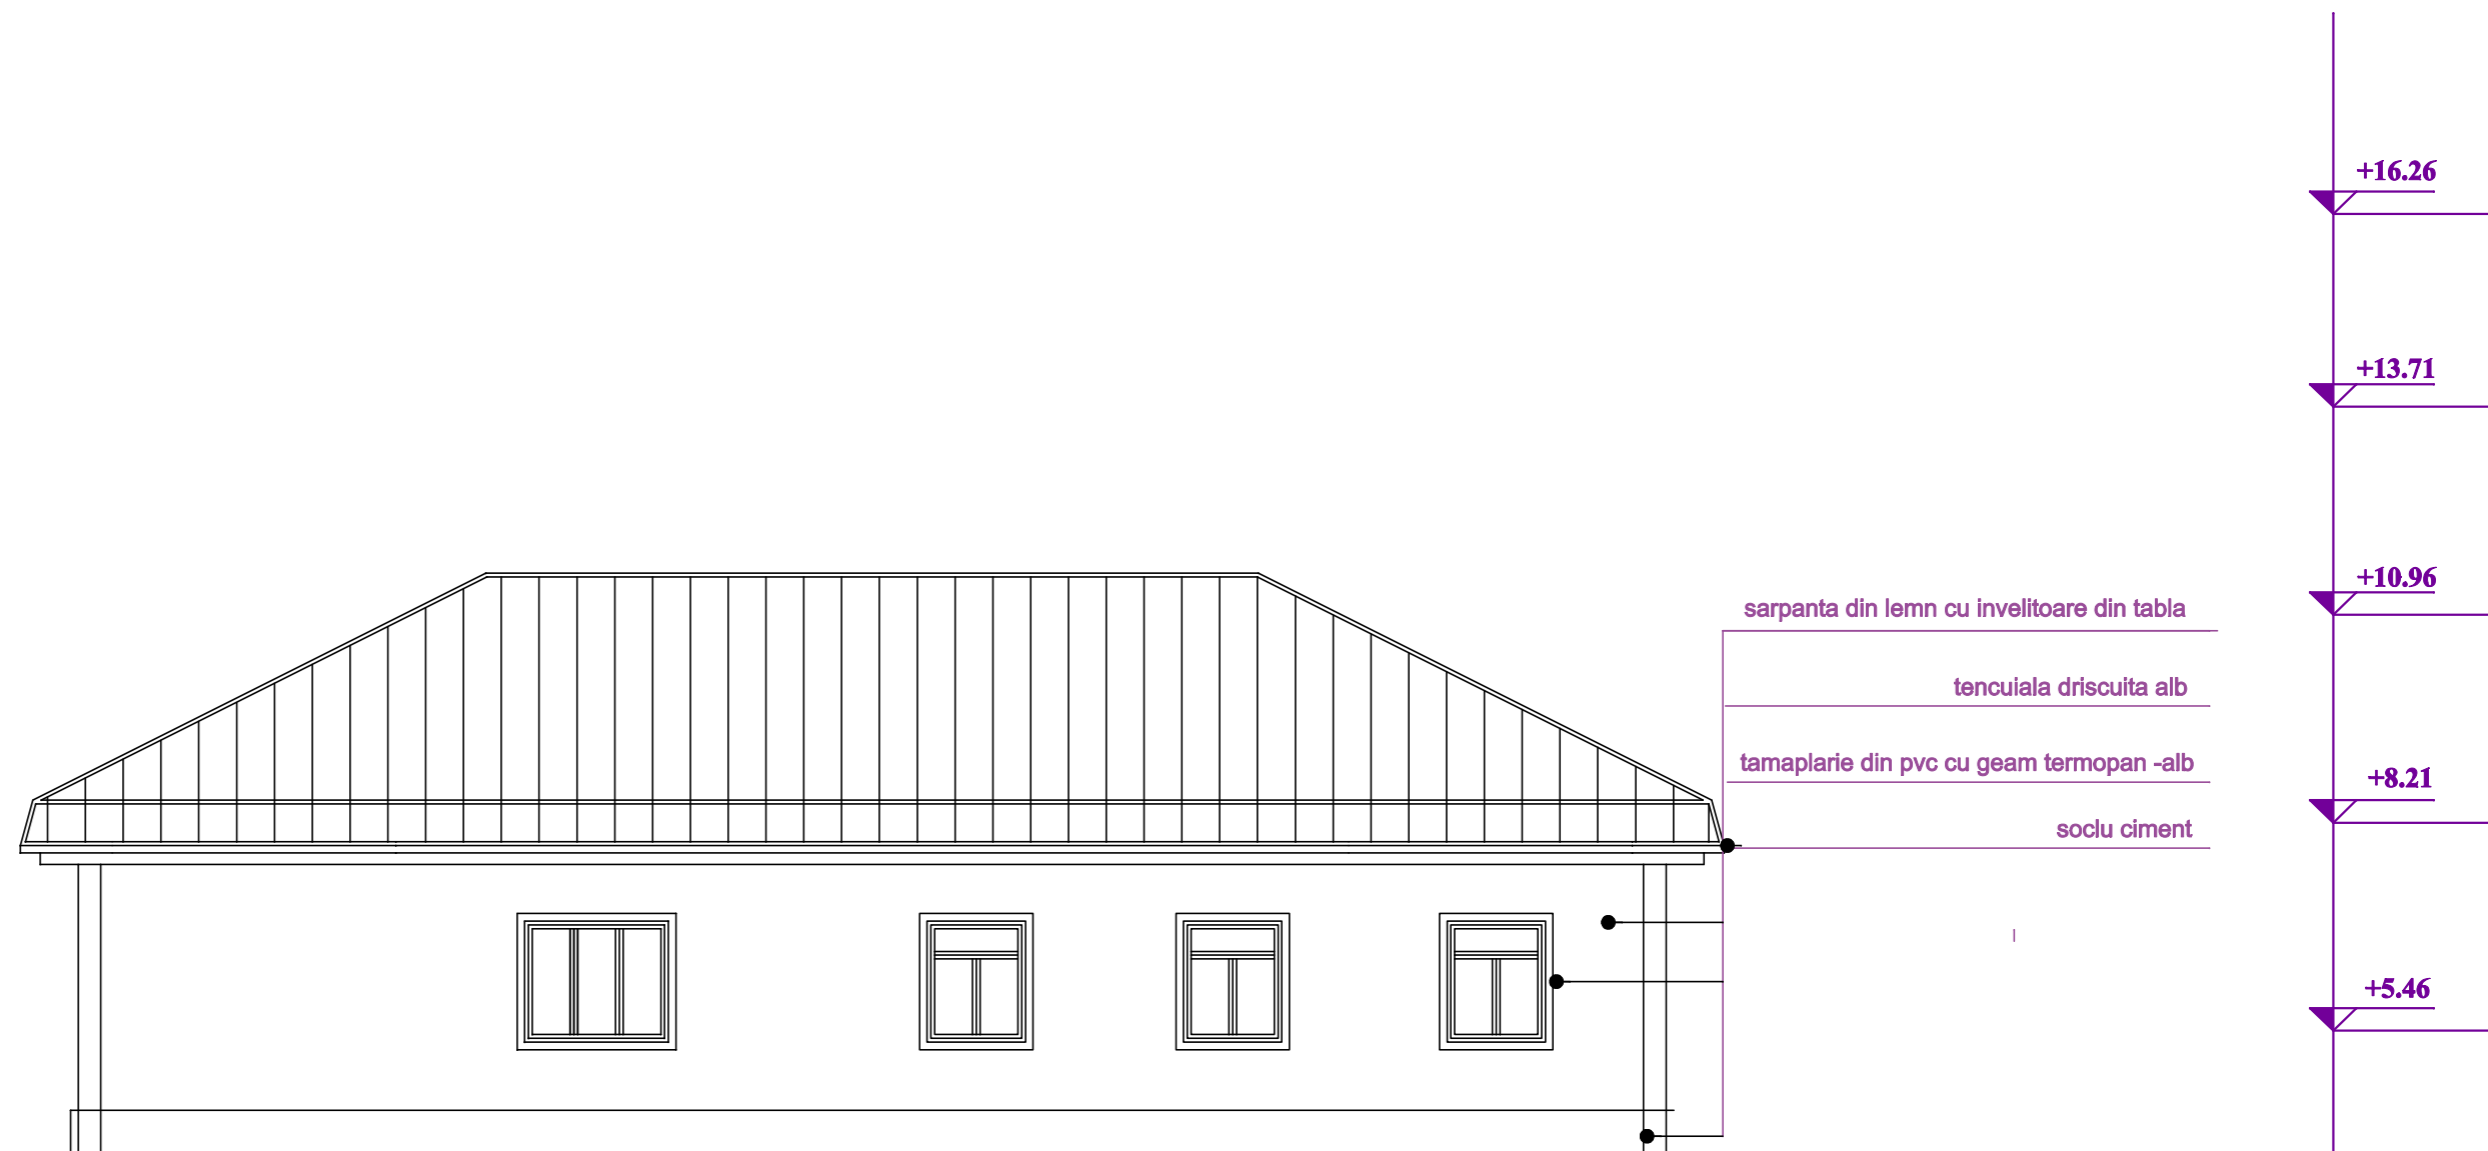 +16.26
+13.71
+10.96
sarpanta din lemn cu invelitoare din tabla
tencuiala driscuita alb
tamaplarie din pvc cu geam termopan -alb
+8.21
soclu ciment
+5.46